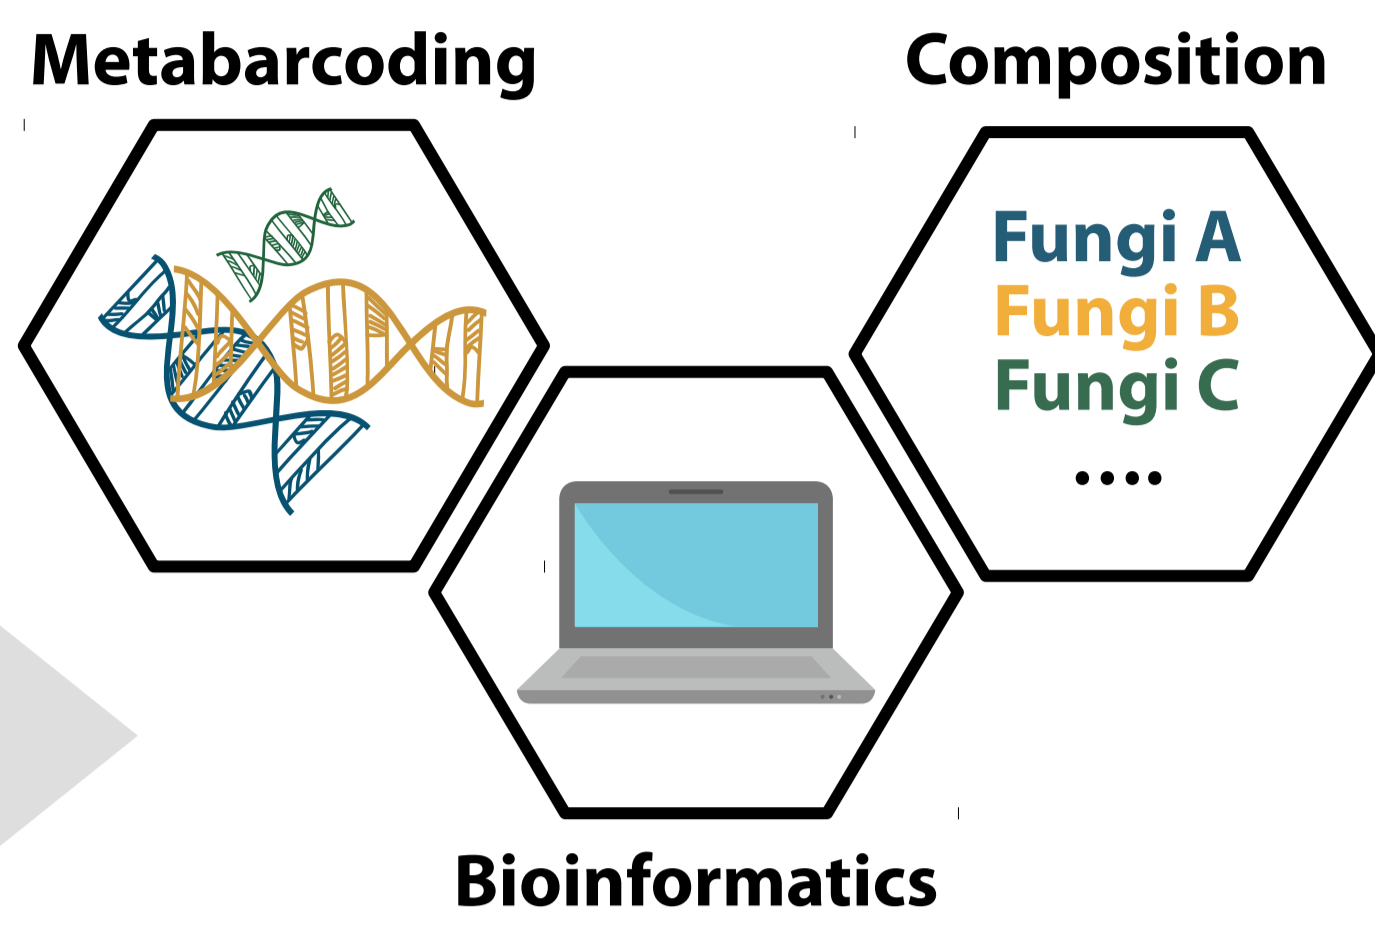 Metabarcoding
Composition
Fungi A
Fungi B
Fungi C
....
Bioinformatics